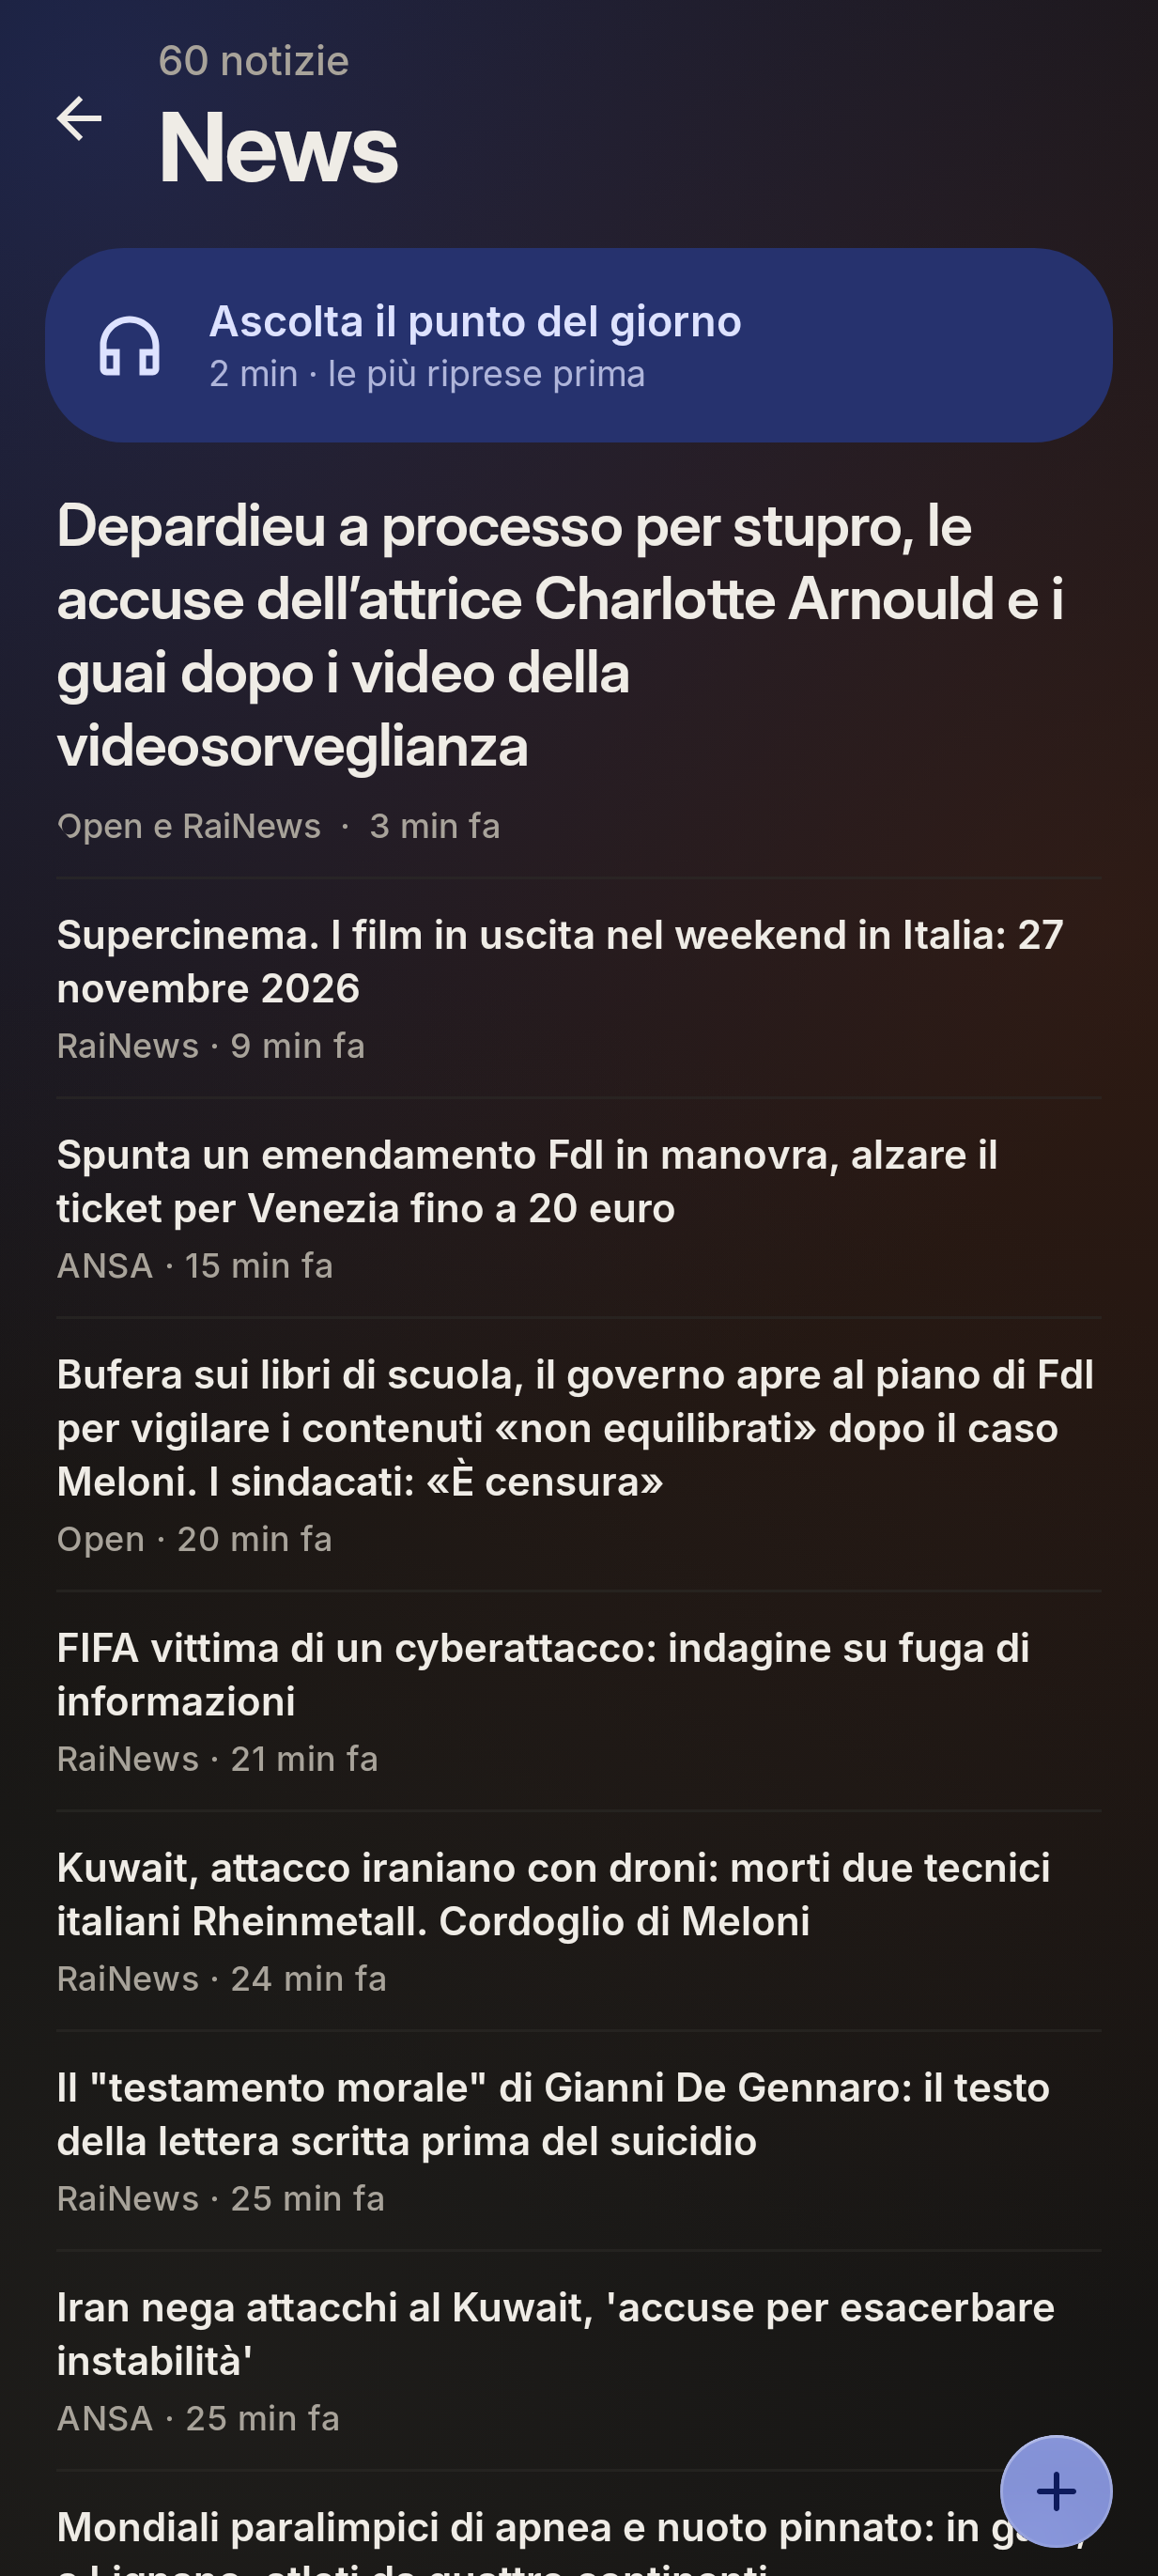 60 notizie
News
Ascolta il punto del giorno
2 min · le più riprese prima
Depardieu a processo per stupro, le
accuse dell’attrice Charlotte Arnould e i
guai dopo i video della
videosorveglianza
Open e RaiNews · 3 min fa
Supercinema. I film in uscita nel weekend in Italia: 27
novembre 2026
RaiNews · 9 min fa
Spunta un emendamento FdI in manovra, alzare il
ticket per Venezia fino a 20 euro
ANSA · 15 min fa
Bufera sui libri di scuola, il governo apre al piano di FdI
per vigilare i contenuti «non equilibrati» dopo il caso
Meloni. I sindacati: «È censura»
Open · 20 min fa
FIFA vittima di un cyberattacco: indagine su fuga di
informazioni
RaiNews · 21 min fa
Kuwait, attacco iraniano con droni: morti due tecnici
italiani Rheinmetall. Cordoglio di Meloni
RaiNews · 24 min fa
Il "testamento morale" di Gianni De Gennaro: il testo
della lettera scritta prima del suicidio
RaiNews · 25 min fa
Iran nega attacchi al Kuwait, 'accuse per esacerbare
instabilità'
ANSA · 25 min fa
Mondiali paralimpici di apnea e nuoto pinnato: in
a Lignano, atleti da quattro continenti